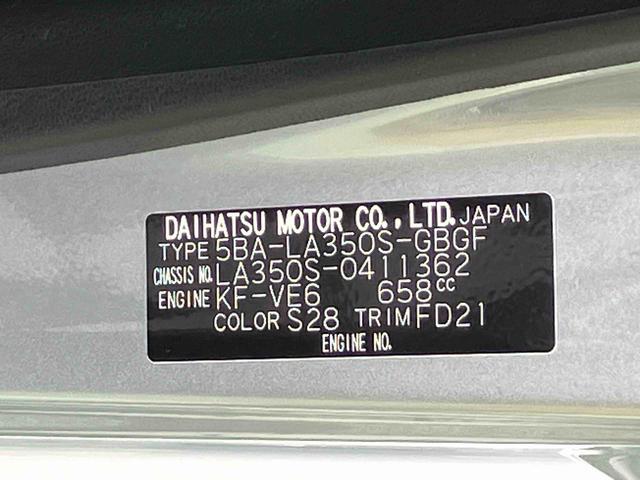 DAIHATSU MOTOR CO., LTD. JAPAN
TYPE 5BA-LA350S-GBGF
CHASSIS NO. LA350S-0411362
ENGINE KF-VE6 658cc
COLOR S28 TRIM FD21
ENGINE NO.